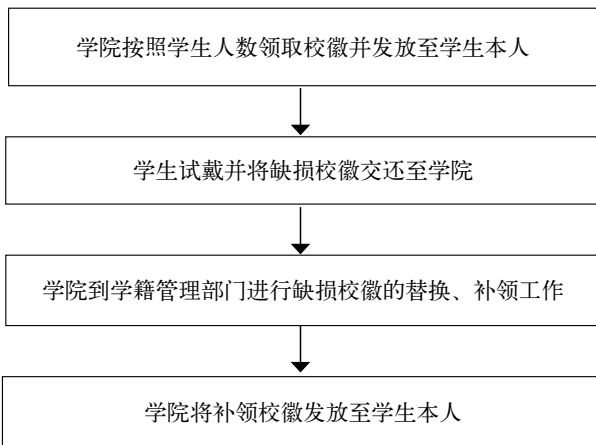 学院按照学生人数领取校徽并发放至学生本人
学生试戴并将缺损校徽交还至学院
学院到学籍管理部门进行缺损校徽的替换、补领工作
学院将补领校徽发放至学生本人